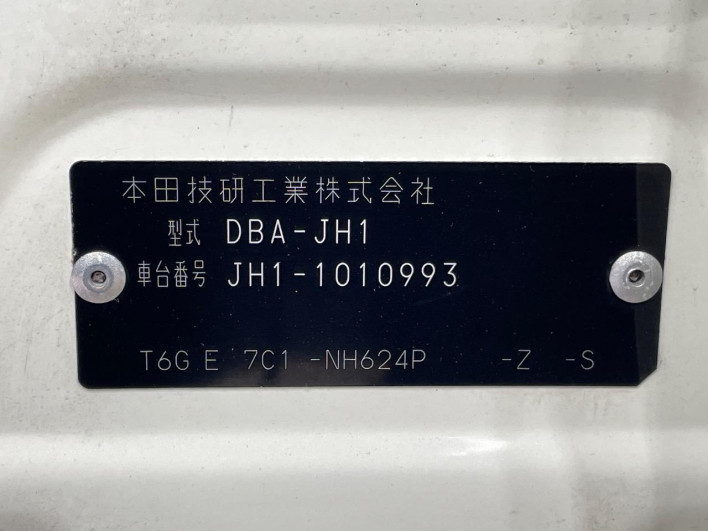 本田技研工業株式会社
型式 DBA-JH1
車台番号 JH1-1010993
T6G E 7C1 -NH624P -Z -S